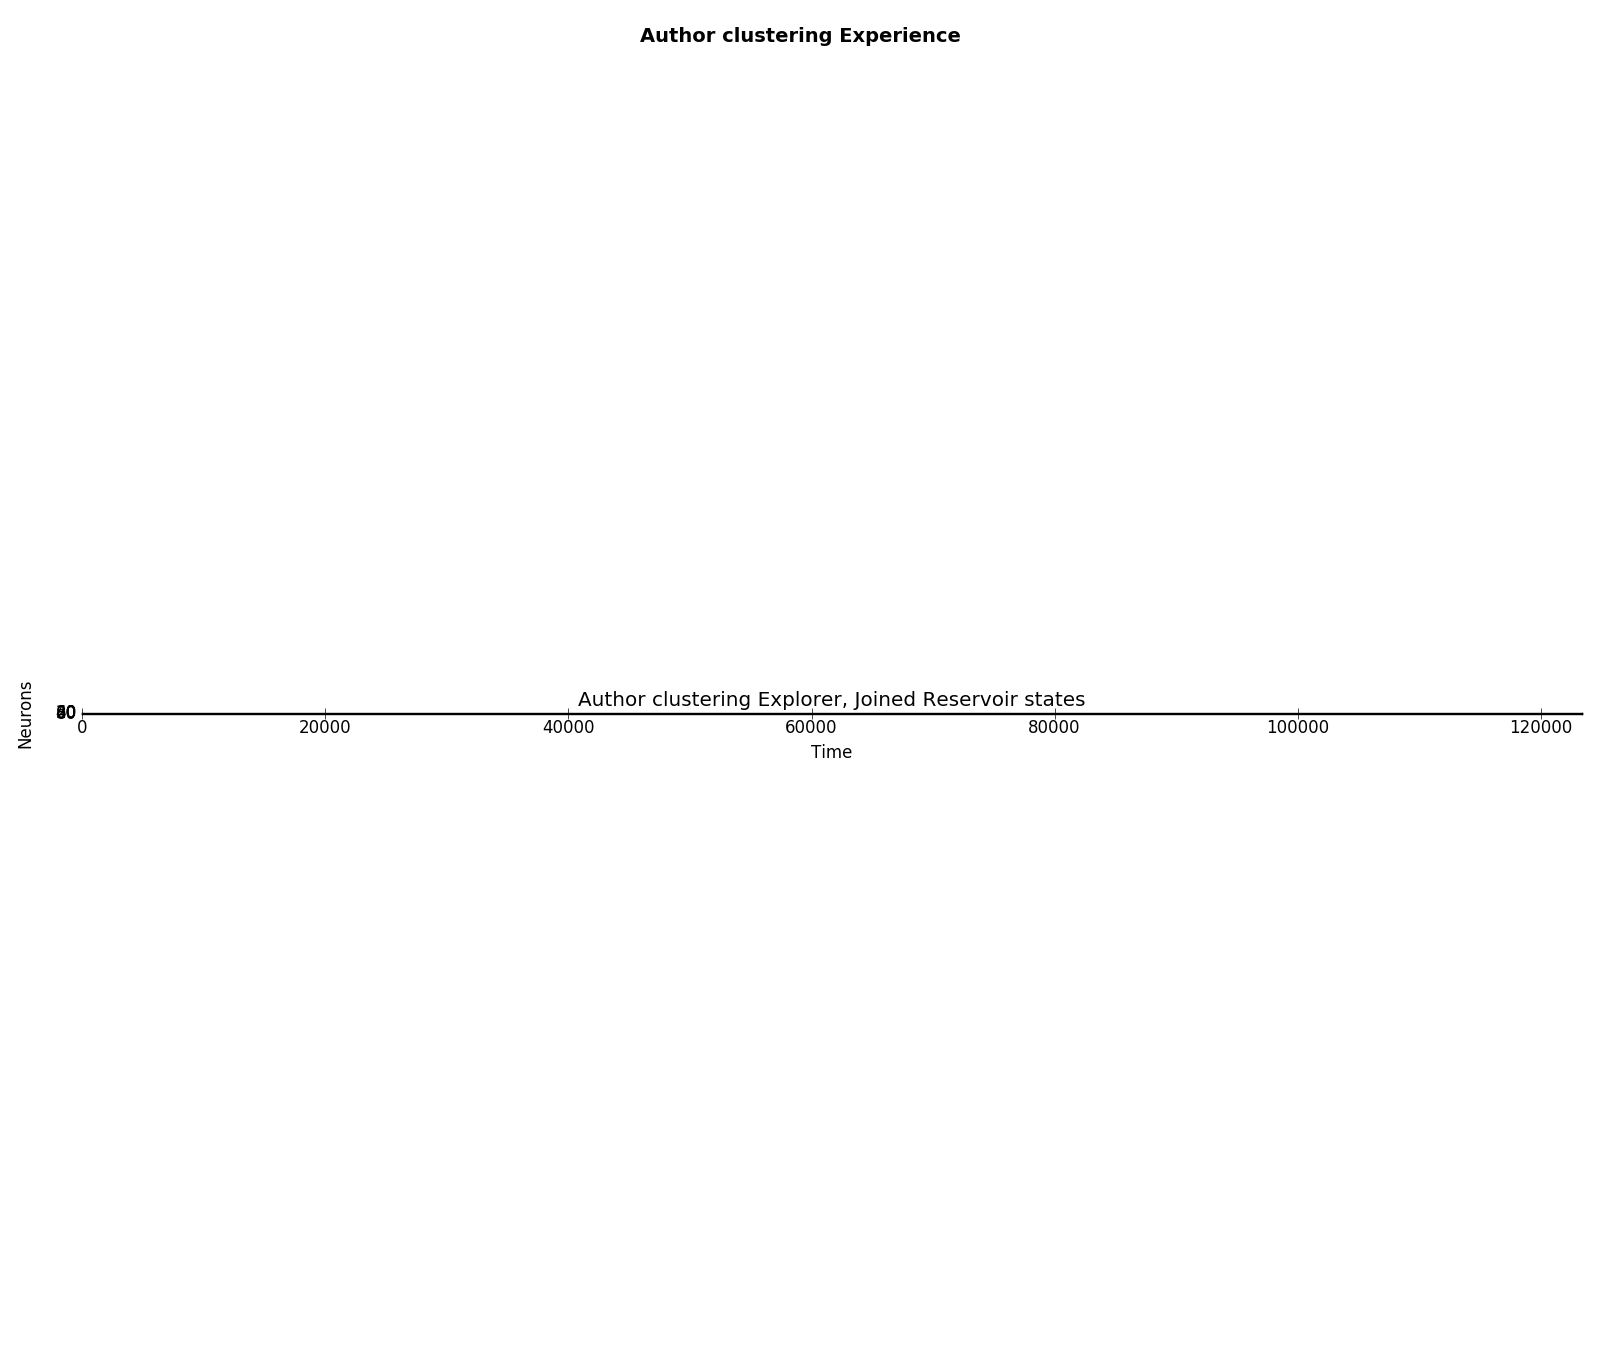 Author clustering Experience
Author clustering Explorer, Joined Reservoir states
Neurons
0
20000
40000
60000
80000
100000
120000
Time